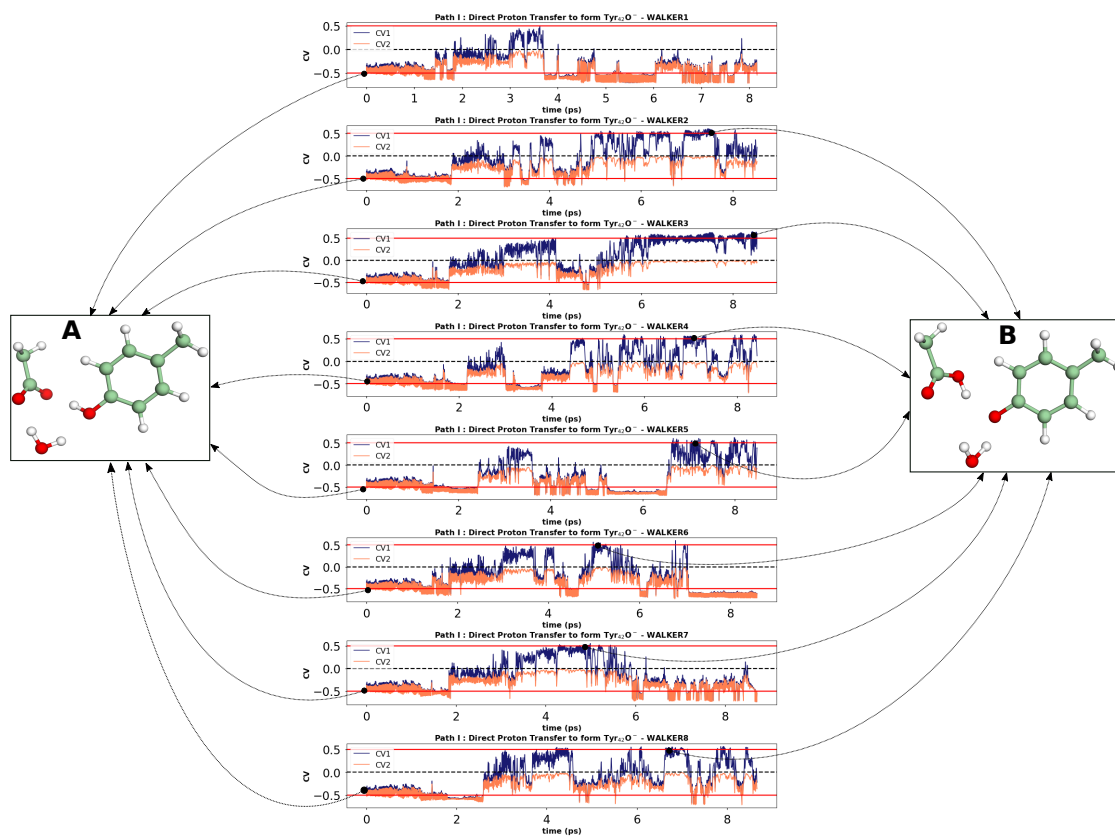 Path I : Direct Proton Transfer to form Tyr₄₂O⁻ - WALKER1
CV
0.5
0.0
−0.5
CV1
CV2
0 1 2 3 4 5 6 7 8
time (ps)
Path I : Direct Proton Transfer to form Tyr₄₂O⁻ - WALKER2
CV
0.5
0.0
−0.5
CV1
CV2
0 2 4 6 8
time (ps)
Path I : Direct Proton Transfer to form Tyr₄₂O⁻ - WALKER3
CV
0.5
0.0
−0.5
CV1
CV2
0 2 4 6 8
time (ps)
A
B
Path I : Direct Proton Transfer to form Tyr₄₂O⁻ - WALKER4
CV
0.5
0.0
−0.5
CV1
CV2
0 2 4 6 8
time (ps)
Path I : Direct Proton Transfer to form Tyr₄₂O⁻ - WALKER5
CV
0.5
0.0
−0.5
CV1
CV2
0 2 4 6 8
time (ps)
Path I : Direct Proton Transfer to form Tyr₄₂O⁻ - WALKER6
CV
0.5
0.0
−0.5
CV1
CV2
0 2 4 6 8
time (ps)
Path I : Direct Proton Transfer to form Tyr₄₂O⁻ - WALKER7
CV
0.5
0.0
−0.5
CV1
CV2
0 2 4 6 8
time (ps)
Path I : Direct Proton Transfer to form Tyr₄₂O⁻ - WALKER8
CV
0.5
0.0
−0.5
CV1
CV2
0 2 4 6 8
time (ps)